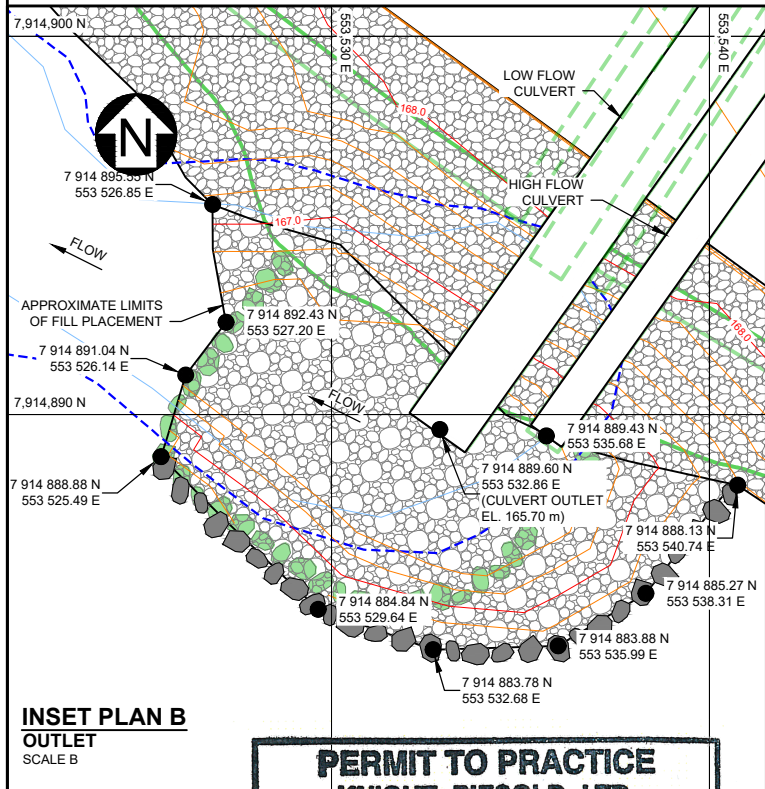 7,914,900 N
553,530 E
553,540 E
LOW FLOW
CULVERT
168.0
N
7 914 895.55 N
553 526.85 E
HIGH FLOW
CULVERT
167.0
FLOW
APPROXIMATE LIMITS
OF FILL PLACEMENT
7 914 892.43 N
553 527.20 E
168.0
7 914 891.04 N
553 526.14 E
7,914,890 N
FLOW
7 914 889.43 N
553 535.68 E
7 914 889.60 N
553 532.86 E
(CULVERT OUTLET
EL. 165.70 m)
7 914 888.88 N
553 525.49 E
7 914 888.13 N
553 540.74 E
7 914 885.27 N
553 538.31 E
7 914 884.84 N
553 529.64 E
7 914 883.88 N
553 535.99 E
7 914 883.78 N
553 532.68 E
INSET PLAN B
OUTLET
SCALE B
PERMIT TO PRACTICE
KNIGHT PIESOLD LTD.